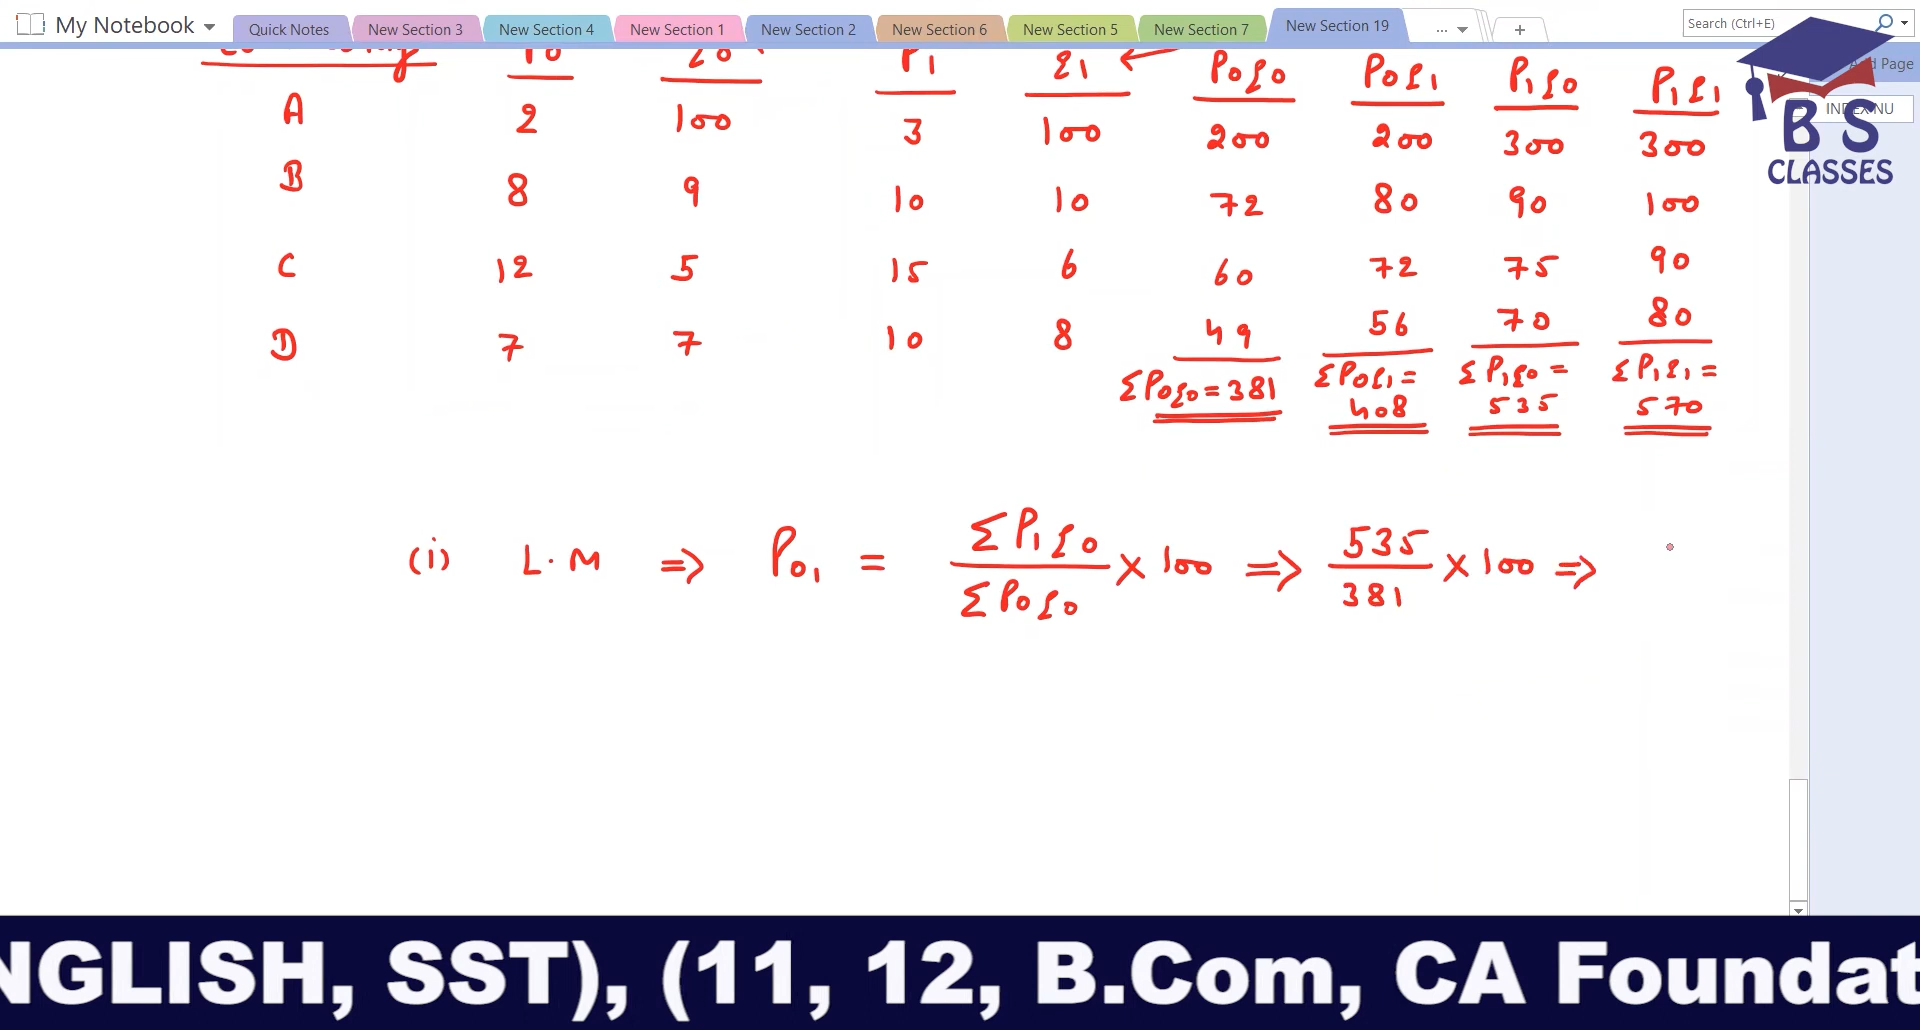 My Notebook
Quick Notes
New Section 3
New Section 4
New Section 1
New Section 2
New Section 6
New Section 5
New Section 7
New Section 19
...
+
Search (Ctrl+E)
Add Page
INDEX NU
B S
CLASSES
P1 q1 P0q0 P0q1 P1q0 P1q1
A 2 100 3 100 200 200 300 300
B 8 9 10 10 72 80 90 100
C 12 5 15 6 60 72 75 90
D 7 7 10 8 49 56 70 80
ΣP0q0 = 381 ΣP0q1 = 408 ΣP1q0 = 535 ΣP1q1 = 570
(i) L.M ⇒ P01 = ΣP1q0 / ΣP0q0 × 100 ⇒ 535 / 381 × 100 ⇒
NGLISH, SST), (11, 12, B.Com, CA Foundat